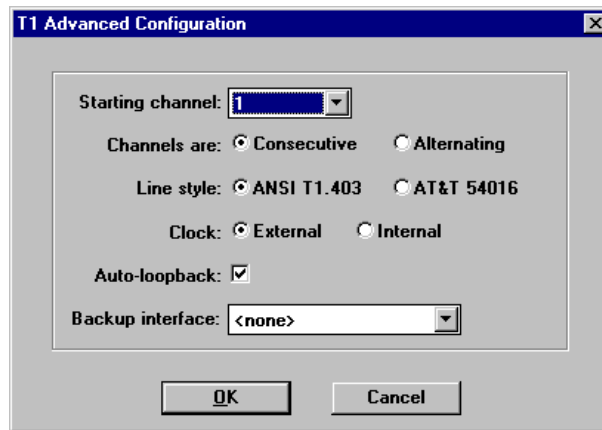 T1 Advanced Configuration
Starting channel: 1
Channels are: Consecutive Alternating
Line style: ANSI T1.403 AT&T 54016
Clock: External Internal
Auto-loopback:
Backup interface: <none>
OK Cancel